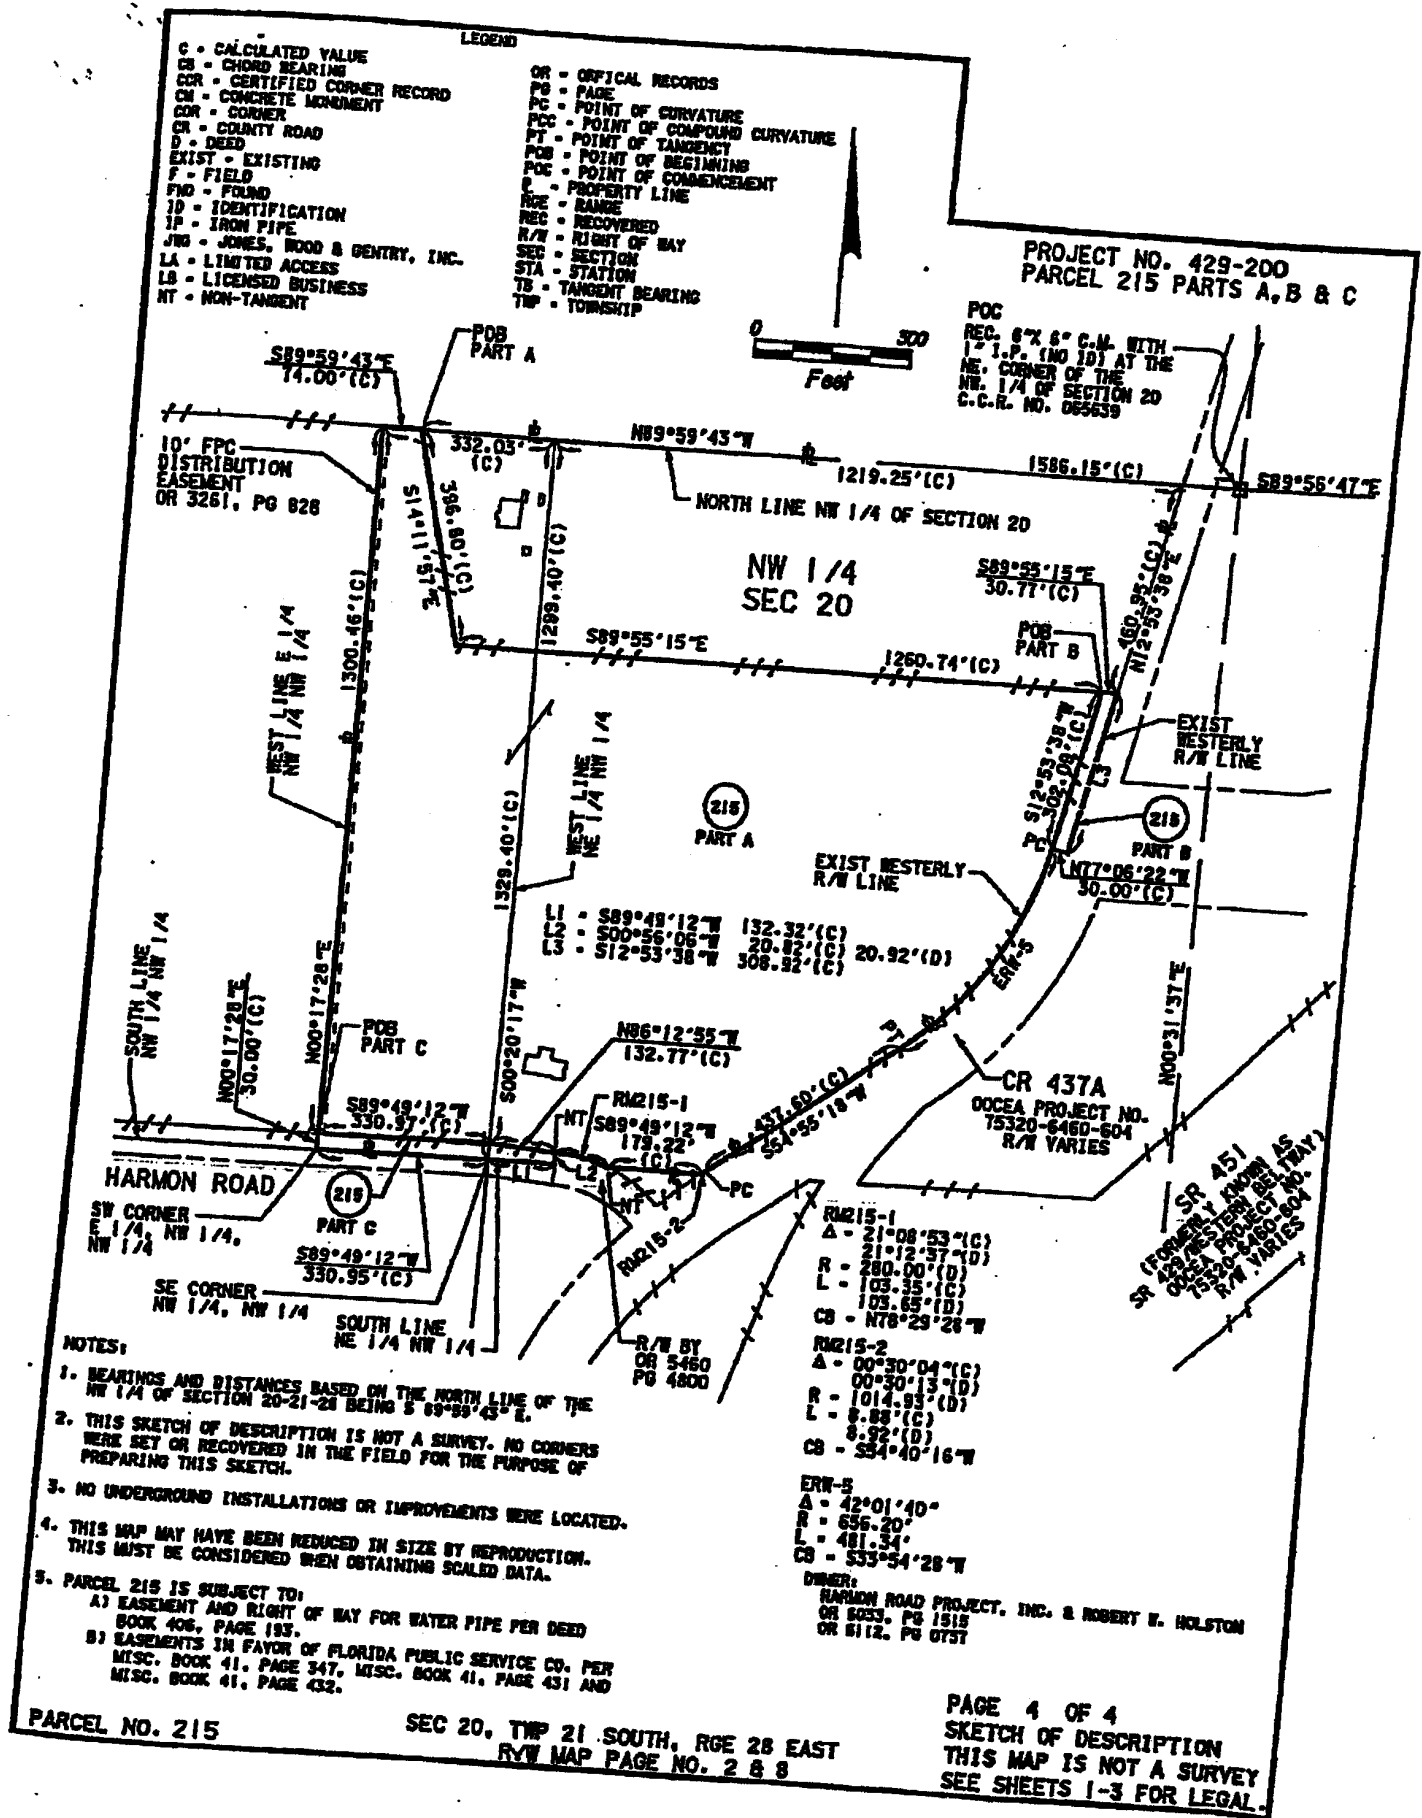 LEGEND
C - CALCULATED VALUE
CB - CHORD BEARING
CCR - CERTIFIED CORNER RECORD
CM - CONCRETE MONUMENT
COR - CORNER
CR - COUNTY ROAD
D - DEED
EXIST - EXISTING
F - FIELD
FND - FOUND
ID - IDENTIFICATION
IP - IRON PIPE
JWG - JONES, WOOD & GENTRY, INC.
LA - LIMITED ACCESS
LB - LICENSED BUSINESS
NT - NON-TANGENT
OR - OFFICAL RECORDS
PG - PAGE
PC - POINT OF CURVATURE
PCC - POINT OF COMPOUND CURVATURE
PT - POINT OF TANGENCY
POB - POINT OF BEGINNING
POC - POINT OF COMMENCEMENT
PL - PROPERTY LINE
RGE - RANGE
REC - RECOVERED
R/W - RIGHT OF WAY
SEC - SECTION
STA - STATION
TB - TANGENT BEARING
TWP - TOWNSHIP
PROJECT NO. 429-200
PARCEL 215 PARTS A,B & C
0 300
Feet
POC
REC. 6"X 6" C.M. WITH
1" I.P. (NO ID) AT THE
NE. CORNER OF THE
NW. 1/4 OF SECTION 20
C.C.R. NO. 065639
POB
PART A
S89°59'43"E
74.00'(C)
332.03'
(C)
N89°59'43"W
1219.25'(C)
1586.15'(C)
S89°56'47"E
10' FPC
DISTRIBUTION
EASEMENT
OR 3261, PG 828
NORTH LINE NW 1/4 OF SECTION 20
396.80'(C)
S14°11'57"E
1299.40'(C)
NW 1/4
SEC 20
S89°55'15"E
30.77'(C)
460.95'(C)
N12°53'38"E
POB
PART B
S89°55'15"E
1260.74'(C)
1300.46'(C)
WEST LINE E 1/4
NW 1/4 NW 1/4
EXIST
WESTERLY
R/W LINE
S12°53'38"W
302.09'(C)
L3
PC
215
PART A
215
PART B
WEST LINE
NE 1/4 NW 1/4
1329.40'(C)
EXIST WESTERLY
R/W LINE
N77°06'22"W
30.00'(C)
L1 - S89°49'12"W 132.32'(C)
L2 - S00°56'06"W 20.82'(C) 20.92'(D)
L3 - S12°53'38"W 308.92'(C)
ERW-5
SOUTH LINE
NW 1/4 NW 1/4
N00°17'28"E
30.00'(C)
N00°17'28"E
POB
PART C
S00°20'17"W
N86°12'55"W
132.77'(C)
PT
N00°31'37"E
CR 437A
OOCEA PROJECT NO.
75320-6460-604
R/W VARIES
RM215-1
NT
S89°49'12"W
179.22'
(C)
437.60'(C)
S54°55'18"W
S89°49'12"W
330.97'(C)
L1
L2
NT
PC
RM215-2
HARMON ROAD
215
PART C
SW CORNER
E 1/4, NW 1/4,
NW 1/4
S89°49'12"W
330.95'(C)
SE CORNER
NW 1/4, NW 1/4
SOUTH LINE
NE 1/4 NW 1/4
R/W BY
OR 5460
PG 4800
SR 451
(FORMERLY KNOWN AS
SR 429/WESTERN BELTWAY)
OOCEA PROJECT NO.
75320-6460-604
R/W VARIES
RM215-1
Δ - 21°08'53"(C)
21°12'37"(D)
R - 280.00'(D)
L - 103.35'(C)
103.65'(D)
CB - N78°29'28"W
RM215-2
Δ - 00°30'04"(C)
00°30'13"(D)
R - 1014.93'(D)
L - 8.88'(C)
8.92'(D)
CB - S54°40'16"W
ERW-5
Δ - 42°01'40"
R - 656.20'
L - 481.34'
CB - S33°54'28"W
OWNER:
HARMON ROAD PROJECT, INC. & ROBERT W. HOLSTON
OR 6033, PG 1515
OR 6112, PG 0737
NOTES:
1. BEARINGS AND DISTANCES BASED ON THE NORTH LINE OF THE
NW 1/4 OF SECTION 20-21-28 BEING S 89°59'43" E.
2. THIS SKETCH OF DESCRIPTION IS NOT A SURVEY. NO CORNERS
WERE SET OR RECOVERED IN THE FIELD FOR THE PURPOSE OF
PREPARING THIS SKETCH.
3. NO UNDERGROUND INSTALLATIONS OR IMPROVEMENTS WERE LOCATED.
4. THIS MAP MAY HAVE BEEN REDUCED IN SIZE BY REPRODUCTION.
THIS MUST BE CONSIDERED WHEN OBTAINING SCALED DATA.
5. PARCEL 215 IS SUBJECT TO:
A) EASEMENT AND RIGHT OF WAY FOR WATER PIPE PER DEED
BOOK 406, PAGE 193.
B) EASEMENTS IN FAVOR OF FLORIDA PUBLIC SERVICE CO. PER
MISC. BOOK 41, PAGE 347, MISC. BOOK 41, PAGE 431 AND
MISC. BOOK 41, PAGE 432.
PARCEL NO. 215
SEC 20, TWP 21 SOUTH, RGE 28 EAST
R/W MAP PAGE NO. 2 & 8
PAGE 4 OF 4
SKETCH OF DESCRIPTION
THIS MAP IS NOT A SURVEY
SEE SHEETS 1-3 FOR LEGAL.